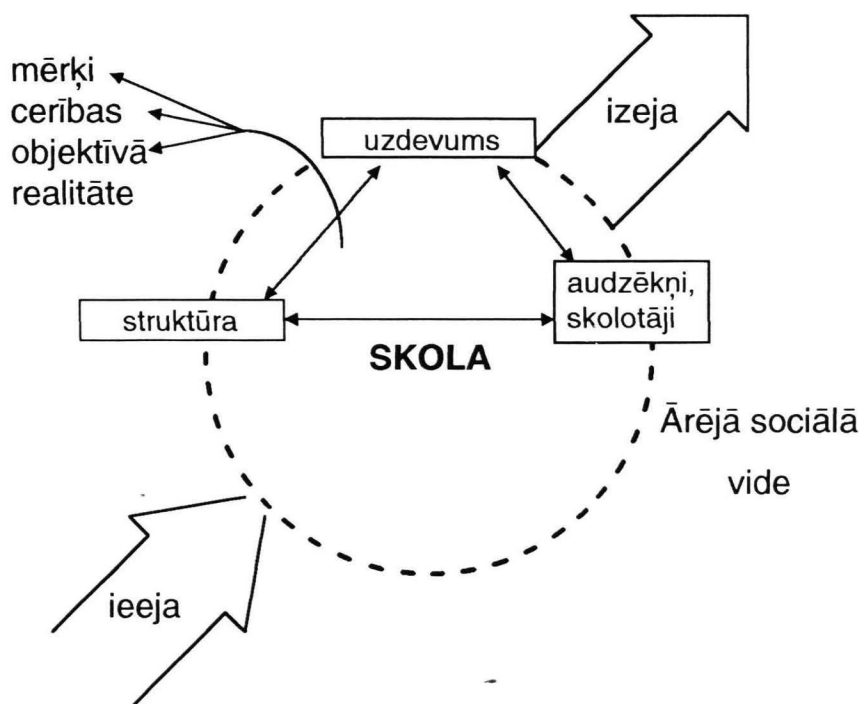 mērķi
cerības
objektīvā
realitāte
izeja
uzdevums
audzēkņi,
skolotāji
struktūra
SKOLA
Ārējā sociālā
vide
ieeja